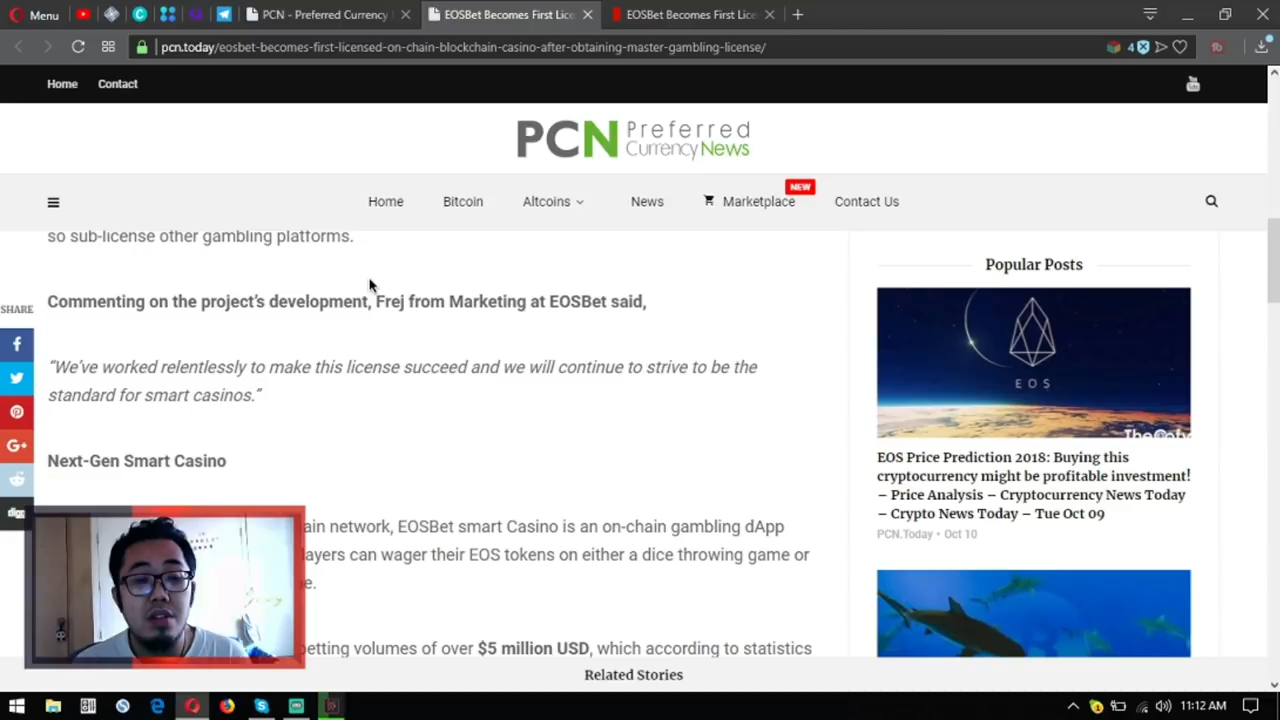 Menu
PCN - Preferred Currency
EOSBet Becomes First Lice
EOSBet Becomes First Lice
pcn.today/eosbet-becomes-first-licensed-on-chain-blockchain-casino-after-obtaining-master-gambling-license/
4
Home
Contact
PCN Preferred
CurrencyNews
NEW
Home
Bitcoin
Altcoins
News
Marketplace
Contact Us
so sub-license other gambling platforms.
Commenting on the project's development, Frej from Marketing at EOSBet said,
SHARE
“We've worked relentlessly to make this license succeed and we will continue to strive to be the
standard for smart casinos.”
Next-Gen Smart Casino
ain network, EOSBet smart Casino is an on-chain gambling dApp
layers can wager their EOS tokens on either a dice throwing game or
e.
etting volumes of over $5 million USD, which according to statistics
Popular Posts
EOS
EOS Price Prediction 2018: Buying this
cryptocurrency might be profitable investment!
– Price Analysis – Cryptocurrency News Today
– Crypto News Today – Tue Oct 09
PCN.Today • Oct 10
Related Stories
11:12 AM